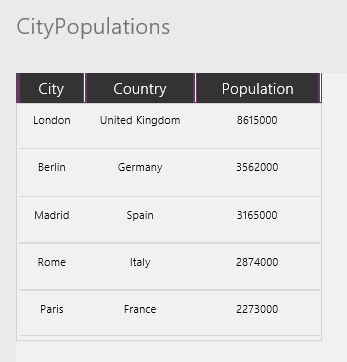 CityPopulations
City Country Population
London United Kingdom 8615000
Berlin Germany 3562000
Madrid Spain 3165000
Rome Italy 2874000
Paris France 2273000